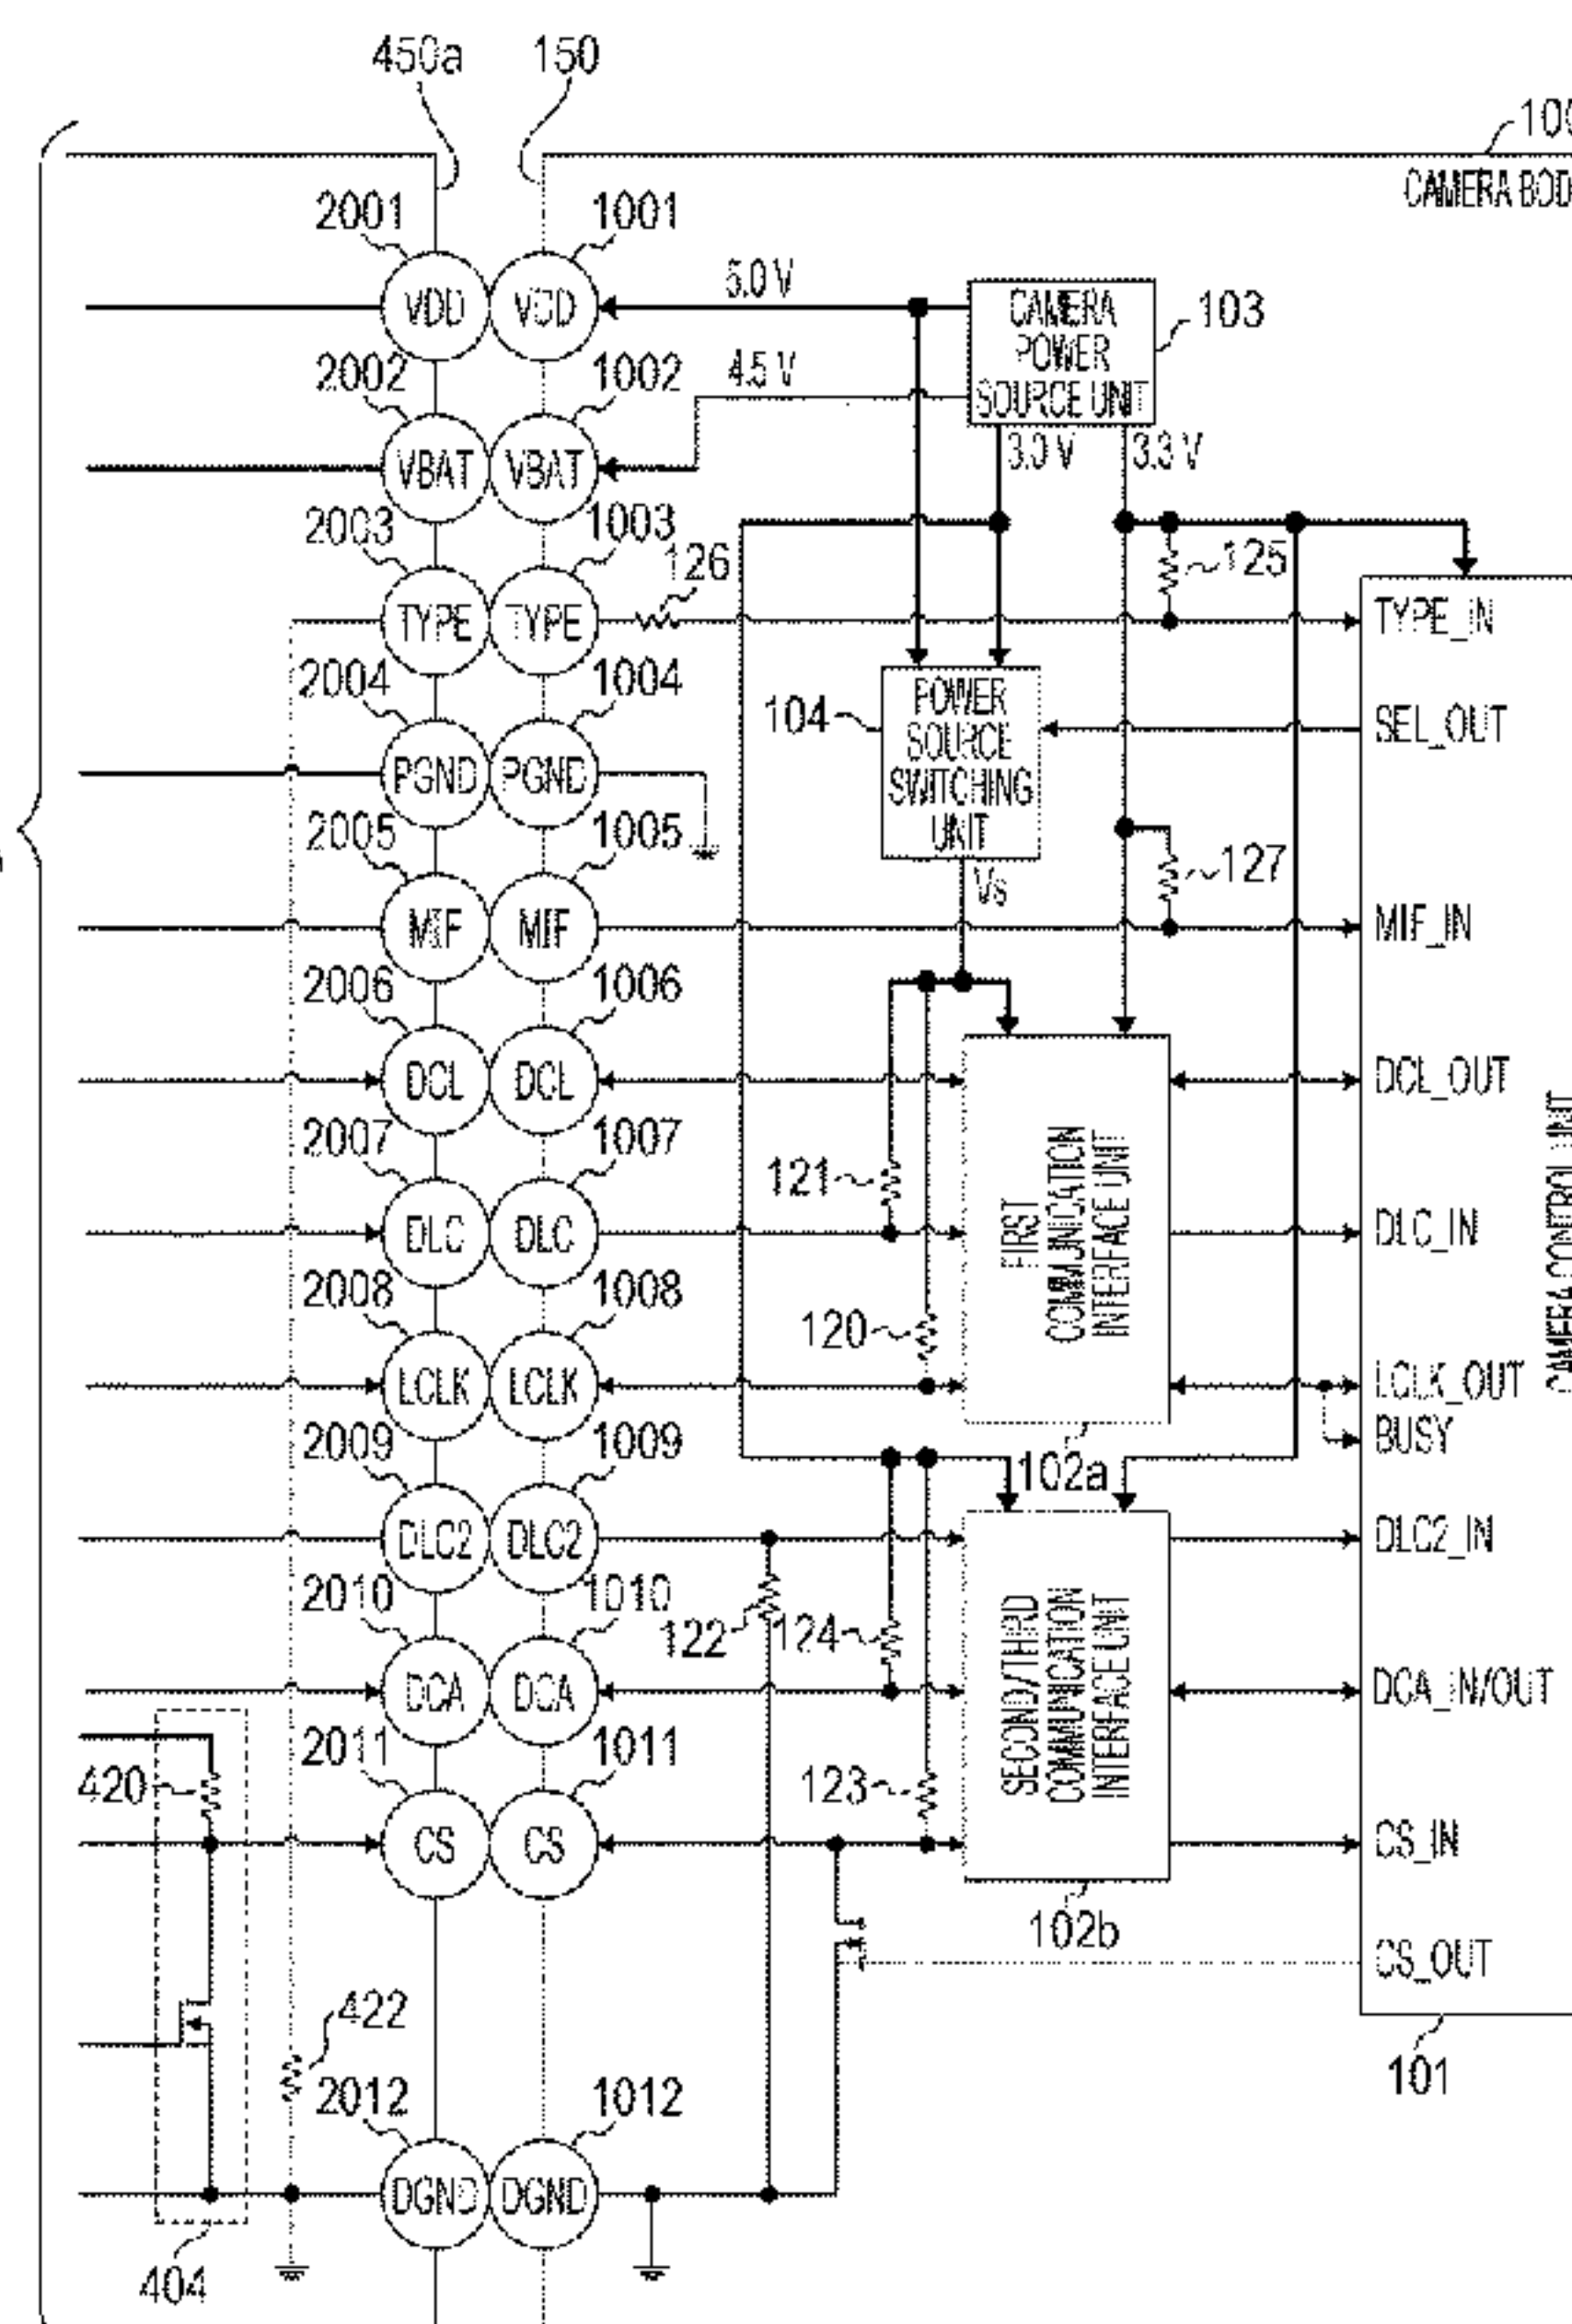 450a 150
100
CAMERA BOD
2001 1001
VDD VDD
5.0 V
CAMERA
POWER
SOURCE UNIT
103
2002 1002
VBAT VBAT
4.5 V
3.0 V 3.3 V
2003 1003
TYPE TYPE
126
125
TYPE_IN
2004 1004
PGND PGND
104
POWER
SOURCE
SWITCHING
UNIT
SEL_OUT
2005 1005
MIF MIF
Vs
127
MIF_IN
2006 1006
DCL DCL
DCL_OUT
2007 1007
DLC DLC
121
FIRST
COMMUNICATION
INTERFACE UNIT
DLC_IN
CAMERA CONTROL UNIT
2008 1008
LCLK LCLK
120
LCLK_OUT
BUSY
102a
2009 1009
DLC2 DLC2
DLC2_IN
2010 1010
DCA DCA
122 124
SECOND/THIRD
COMMUNICATION
INTERFACE UNIT
DCA_IN/OUT
2011 1011
CS CS
420
123
CS_IN
102b
CS_OUT
101
422
2012 1012
DGND DGND
404